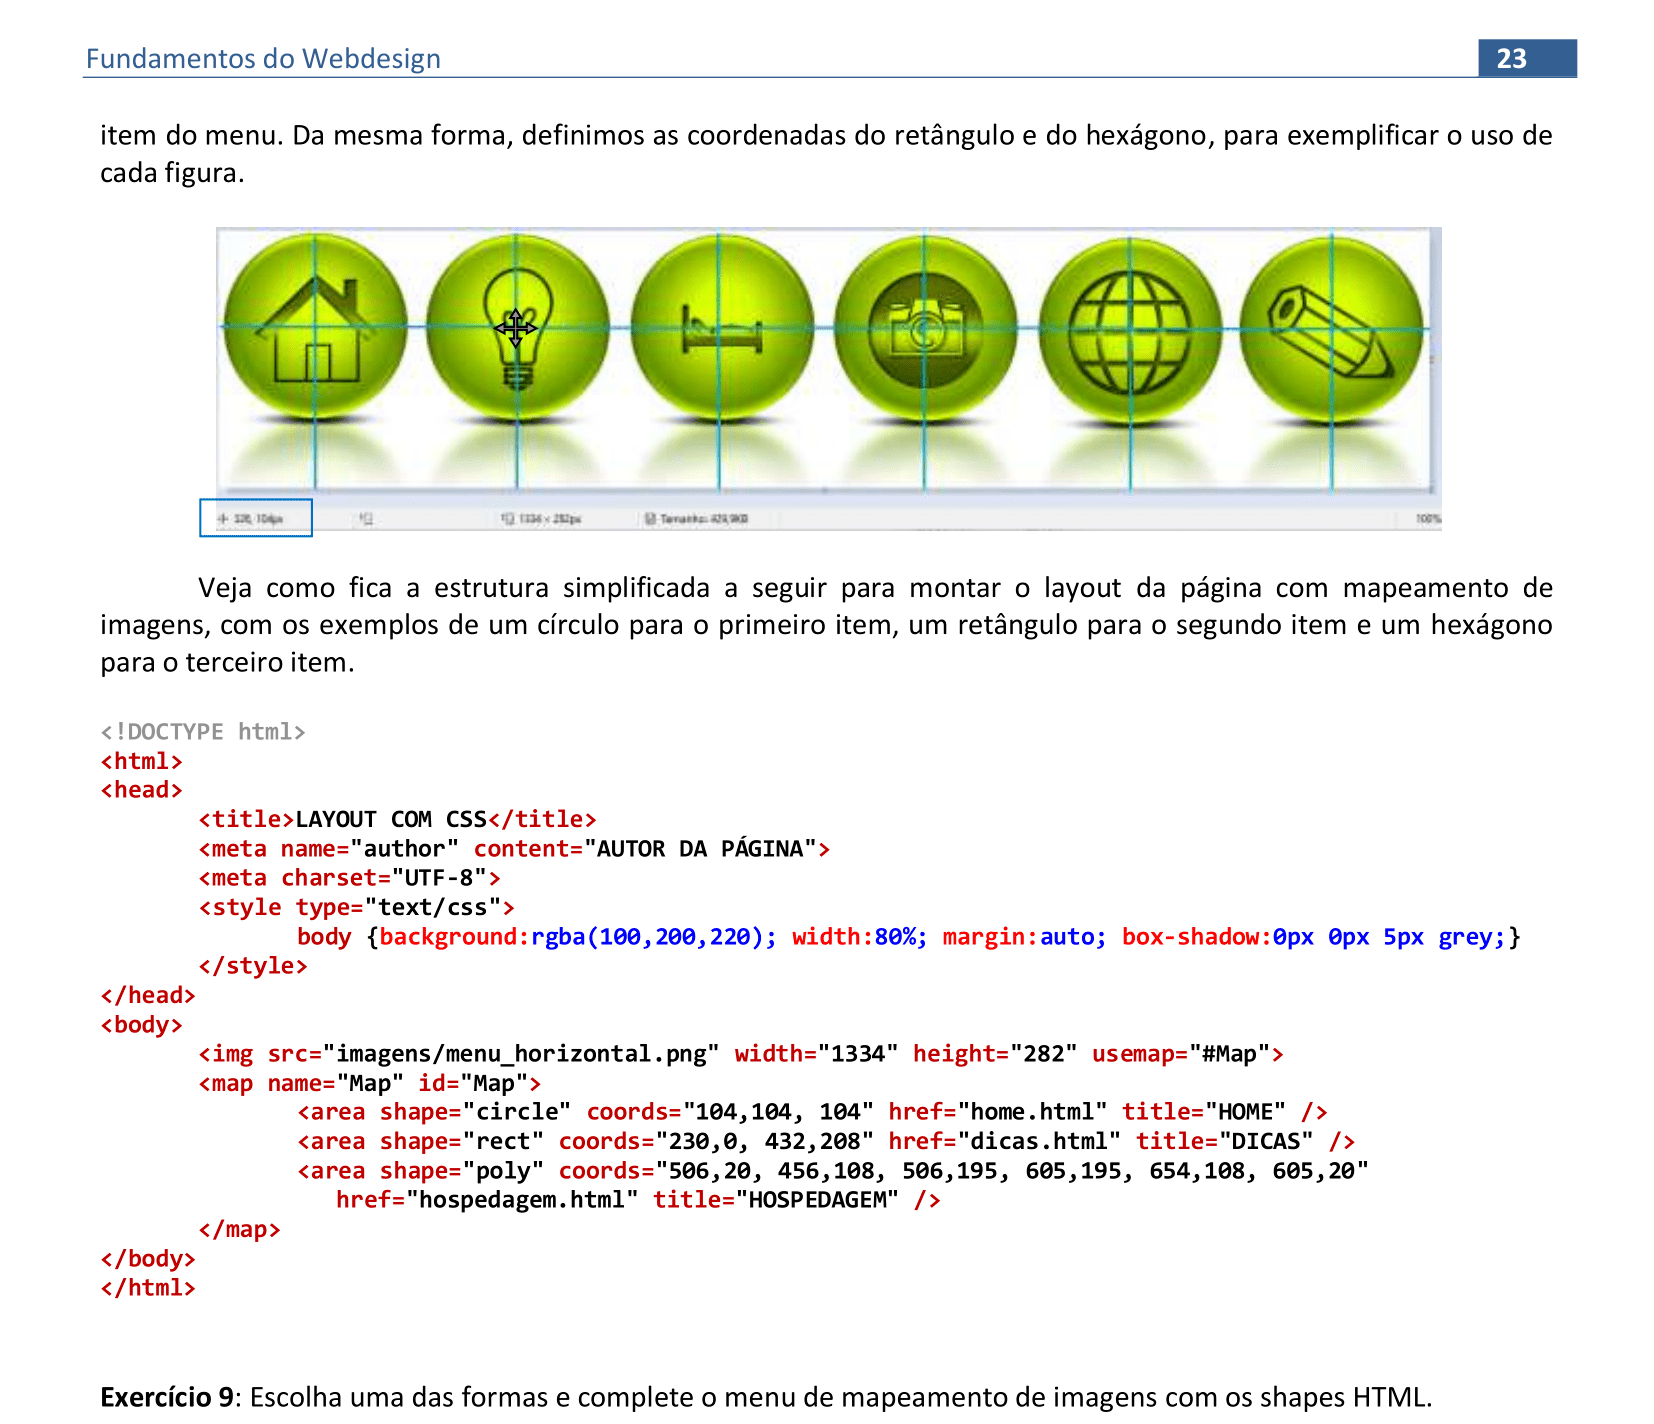 Fundamentos do Webdesign 23
item do menu. Da mesma forma, definimos as coordenadas do retângulo e do hexágono, para exemplificar o uso de
cada figura.
1334 × 282px Tamanho: 100%
Veja como fica a estrutura simplificada a seguir para montar o layout da página com mapeamento de
imagens, com os exemplos de um círculo para o primeiro item, um retângulo para o segundo item e um hexágono
para o terceiro item.
<!DOCTYPE html>
<html>
<head>
<title>LAYOUT COM CSS</title>
<meta name="author" content="AUTOR DA PÁGINA">
<meta charset="UTF-8">
<style type="text/css">
body {background:rgba(100,200,220); width:80%; margin:auto; box-shadow:0px 0px 5px grey;}
</style>
</head>
<body>
<img src="imagens/menu_horizontal.png" width="1334" height="282" usemap="#Map">
<map name="Map" id="Map">
<area shape="circle" coords="104,104, 104" href="home.html" title="HOME" />
<area shape="rect" coords="230,0, 432,208" href="dicas.html" title="DICAS" />
<area shape="poly" coords="506,20, 456,108, 506,195, 605,195, 654,108, 605,20"
href="hospedagem.html" title="HOSPEDAGEM" />
</map>
</body>
</html>
Exercício 9: Escolha uma das formas e complete o menu de mapeamento de imagens com os shapes HTML.